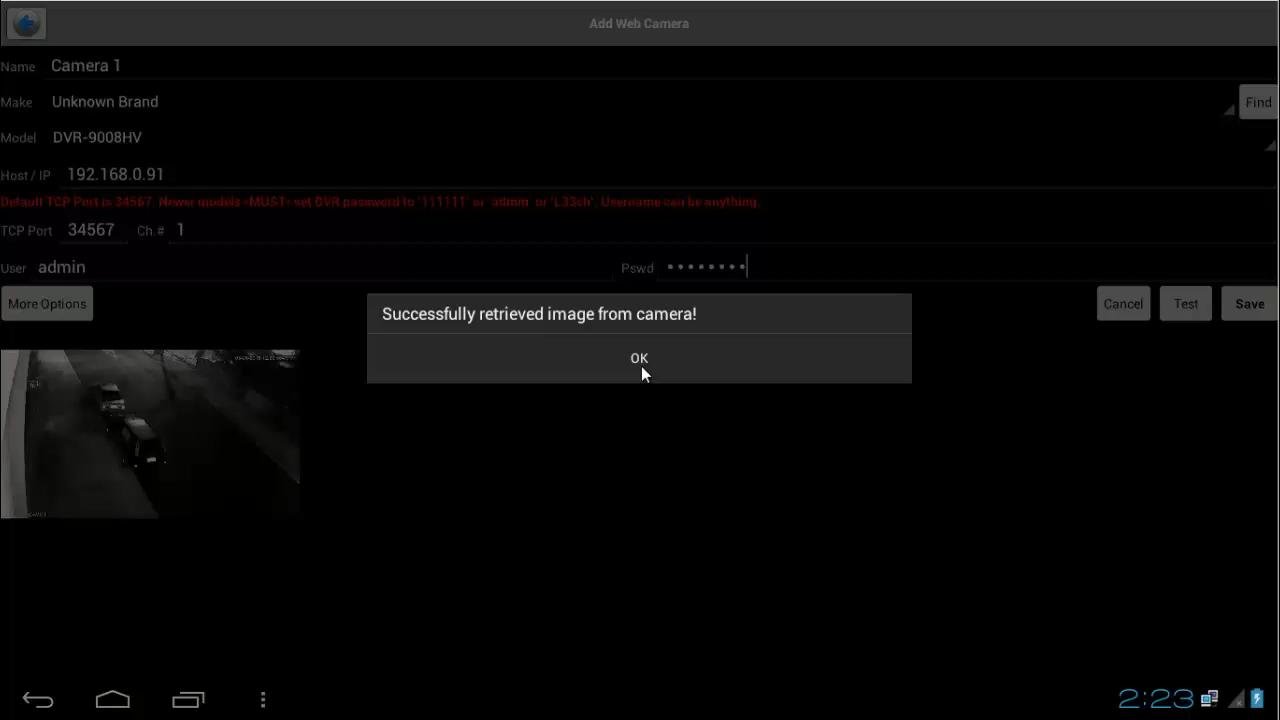 Add Web Camera
Name Camera 1
Make Unknown Brand Find
Model DVR-9008HV
Host / IP 192.168.0.91
Default TCP Port is 34567. Newer models <MUST> set DVR password to '111111' or 'admin' or 'L33ch'. Username can be anything.
TCP Port 34567 Ch.# 1
User admin Pswd ••••••••
More Options Cancel Test Save
Successfully retrieved image from camera!
OK
2:23